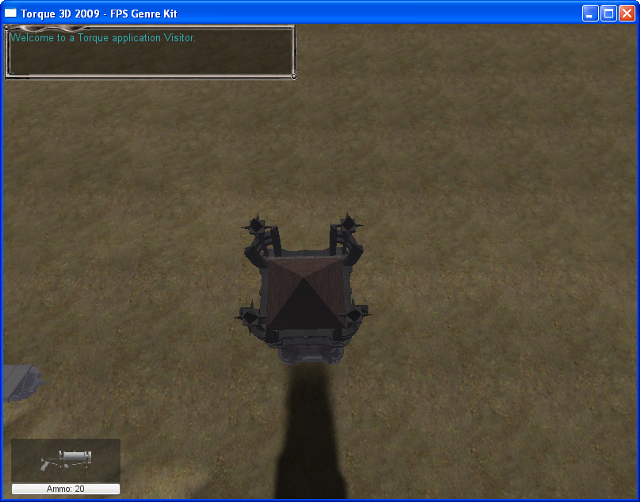 Torque 3D 2009 - FPS Genre Kit
Welcome to a Torque application Visitor.
Ammo: 20